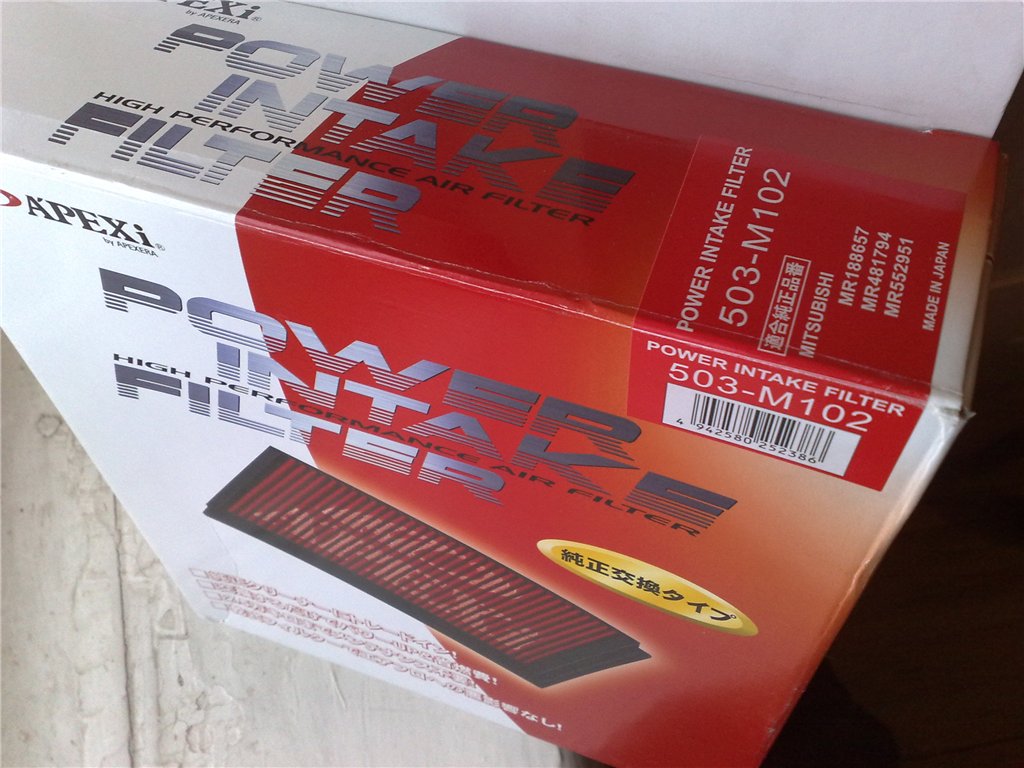 APEXi®
by APEXERA
POWER
INTAKE
HIGH PERFORMANCE AIR FILTER
FILTER
POWER INTAKE FILTER
503-M102
適合純正品番
MITSUBISHI
MR188657
MR481794
MR552951
MADE IN JAPAN
APEXi®
by APEXERA
POWER
INTAKE
HIGH PERFORMANCE AIR FILTER
FILTER
POWER INTAKE FILTER
503-M102
4 942580 252386
純正交換タイプ